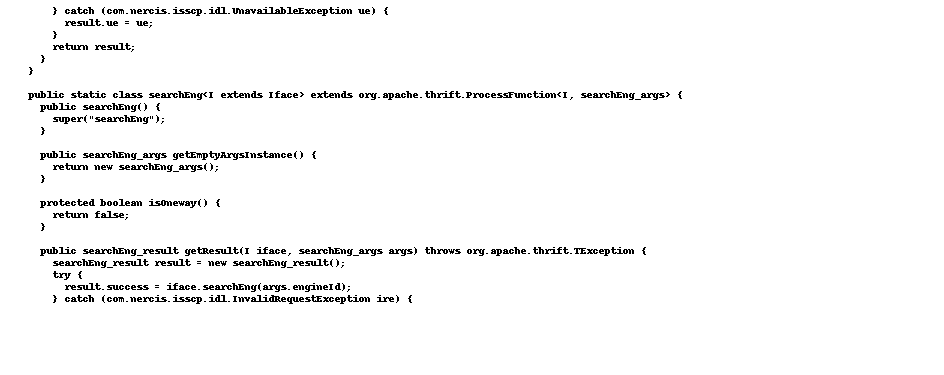 } catch (com.nercis.isscp.idl.UnavailableException ue) {
result.ue = ue;
}
return result;
}
}
public static class searchEng<I extends Iface> extends org.apache.thrift.ProcessFunction<I, searchEng_args> {
public searchEng() {
super("searchEng");
}
public searchEng_args getEmptyArgsInstance() {
return new searchEng_args();
}
protected boolean isOneway() {
return false;
}
public searchEng_result getResult(I iface, searchEng_args args) throws org.apache.thrift.TException {
searchEng_result result = new searchEng_result();
try {
result.success = iface.searchEng(args.engineId);
} catch (com.nercis.isscp.idl.InvalidRequestException ire) {